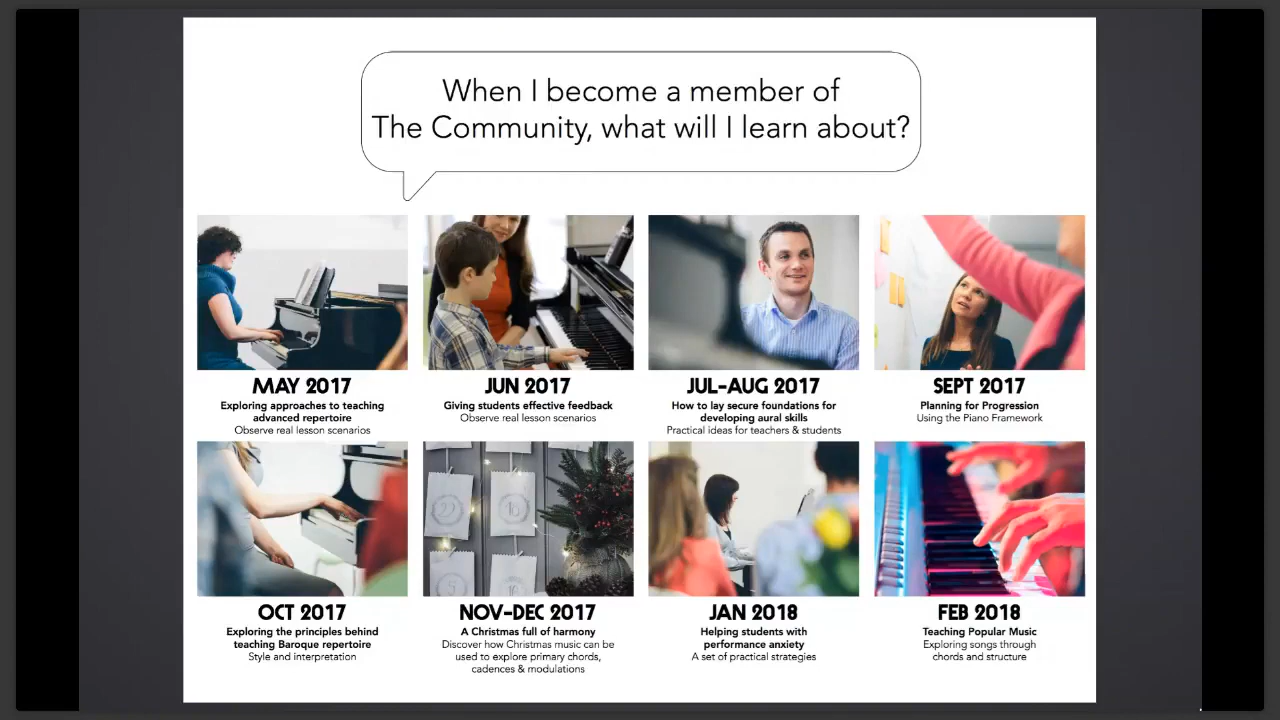 When I become a member of
The Community, what will I learn about?
MAY 2017
Exploring approaches to teaching
advanced repertoire
Observe real lesson scenarios
JUN 2017
Giving students effective feedback
Observe real lesson scenarios
JUL-AUG 2017
How to lay secure foundations for
developing aural skills
Practical ideas for teachers & students
SEPT 2017
Planning for Progression
Using the Piano Framework
OCT 2017
Exploring the principles behind
teaching Baroque repertoire
Style and interpretation
NOV-DEC 2017
A Christmas full of harmony
Discover how Christmas music can be
used to explore primary chords,
cadences & modulations
JAN 2018
Helping students with
performance anxiety
A set of practical strategies
FEB 2018
Teaching Popular Music
Exploring songs through
chords and structure